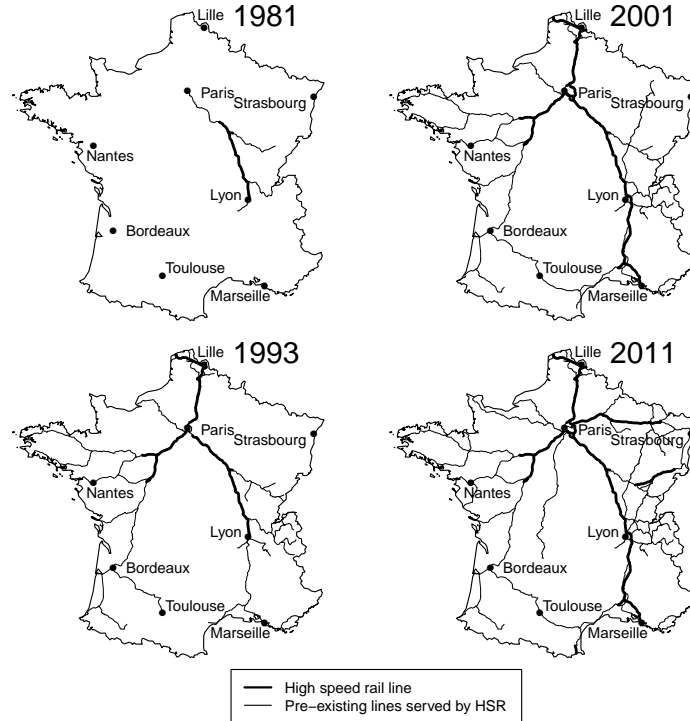 Lille 1981
Paris
Strasbourg
Nantes
Lyon
Bordeaux
Toulouse
Marseille
Lille 2001
Paris
Strasbourg
Nantes
Lyon
Bordeaux
Toulouse
Marseille
Lille 1993
Paris
Strasbourg
Nantes
Lyon
Bordeaux
Toulouse
Marseille
Lille 2011
Paris
Strasbourg
Nantes
Lyon
Bordeaux
Toulouse
Marseille
High speed rail line
Pre−existing lines served by HSR